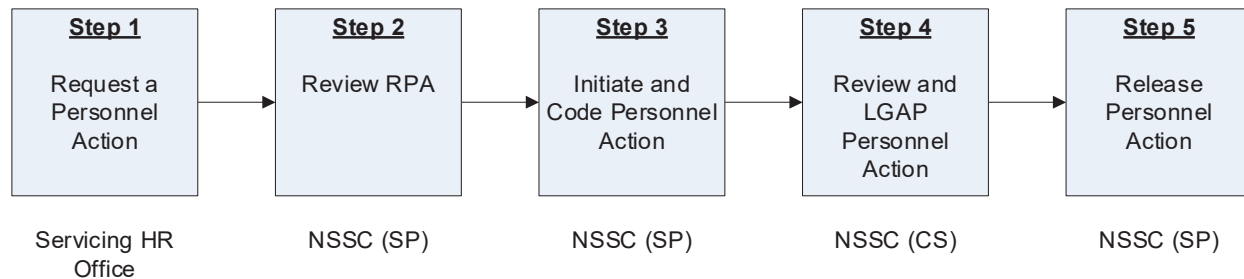 Step 1
Request a
Personnel
Action
Step 2
Review RPA
Step 3
Initiate and
Code Personnel
Action
Step 4
Review and
LGAP
Personnel
Action
Step 5
Release
Personnel
Action
Servicing HR
Office
NSSC (SP)
NSSC (SP)
NSSC (CS)
NSSC (SP)